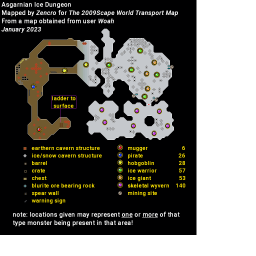 Asgarnian Ice Dungeon
Mapped by Zencro for The 2009Scape World Transport Map
From a map obtained from user Woah
January 2023
ladder to
surface
earthern cavern structure
ice/snow cavern structure
barrel
crate
chest
blurite ore bearing rock
spear wall
warning sign
mugger 6
pirate 26
hobgoblin 28
ice warrior 57
ice giant 53
skeletal wyvern 140
mining site
note: locations given may represent one or more of that
type monster being present in that area!